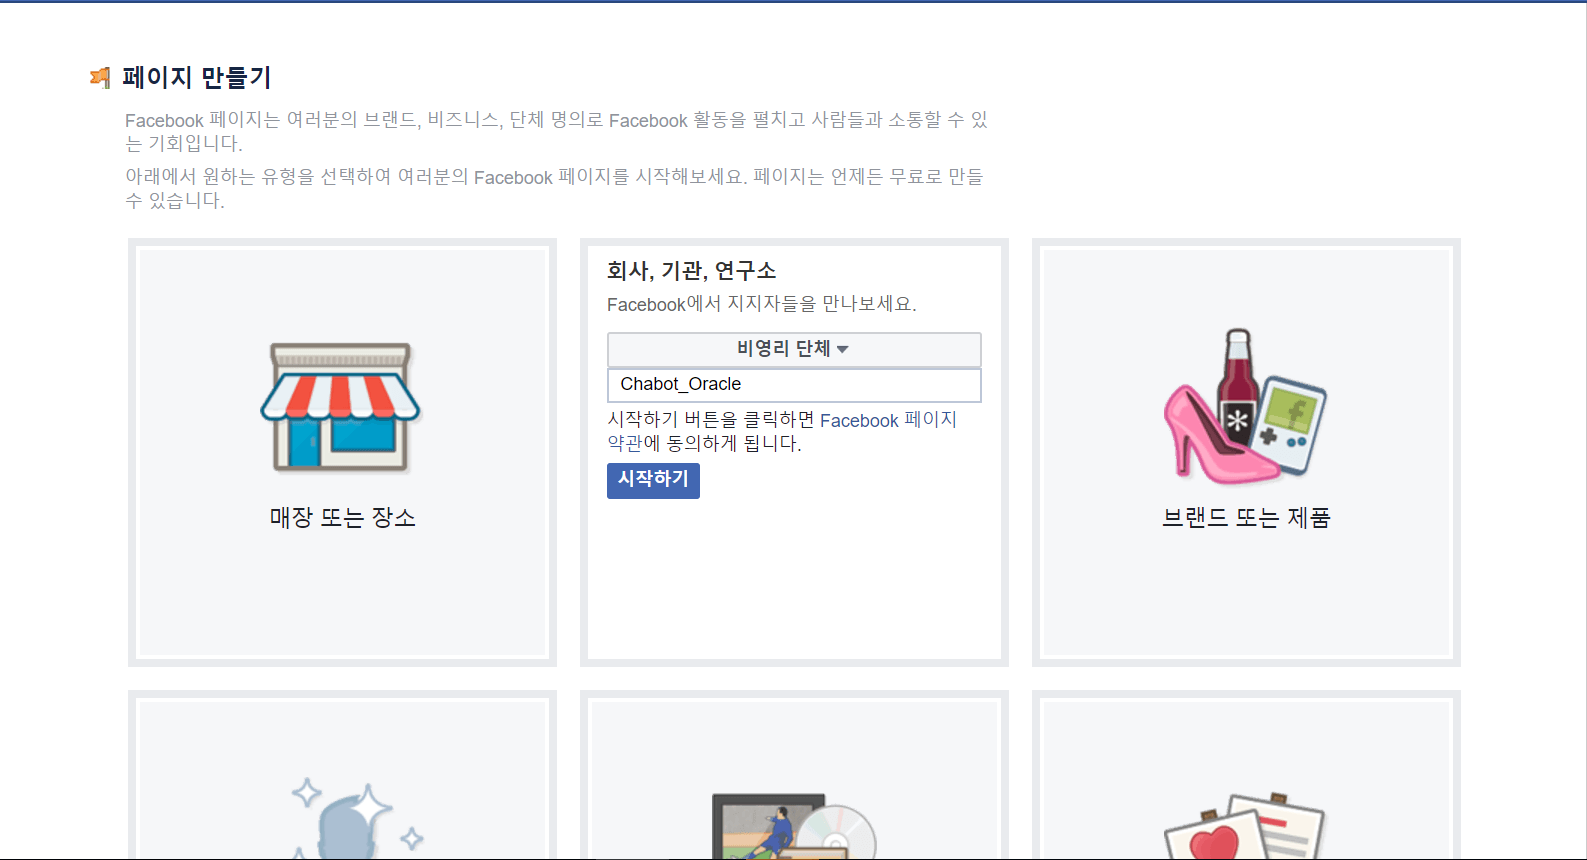 페이지 만들기
Facebook 페이지는 여러분의 브랜드, 비즈니스, 단체 명의로 Facebook 활동을 펼치고 사람들과 소통할 수 있
는 기회입니다.
아래에서 원하는 유형을 선택하여 여러분의 Facebook 페이지를 시작해보세요. 페이지는 언제든 무료로 만들
수 있습니다.
회사, 기관, 연구소
Facebook에서 지지자들을 만나보세요.
비영리 단체
Chabot_Oracle
시작하기 버튼을 클릭하면 Facebook 페이지
약관에 동의하게 됩니다.
시작하기
매장 또는 장소
브랜드 또는 제품